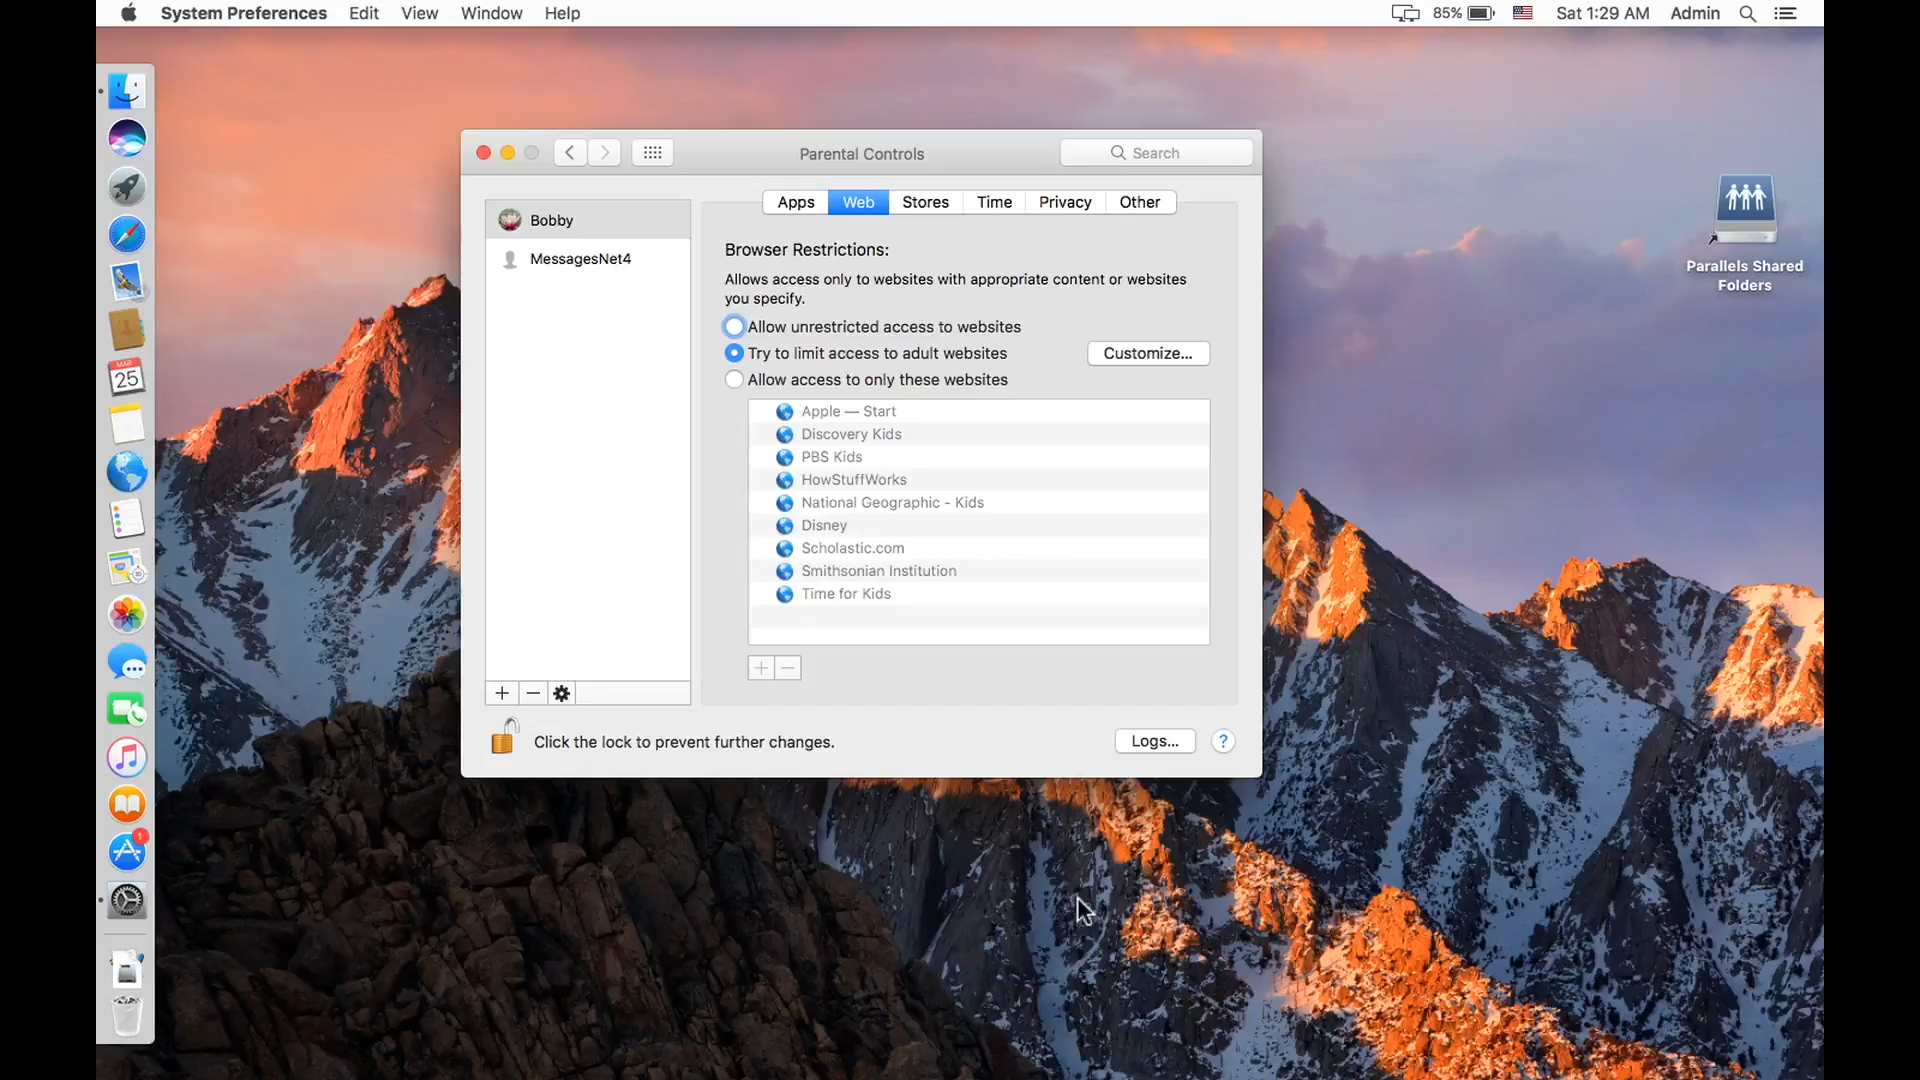 System Preferences Edit View Window Help 85% Sat 1:29 AM Admin
Parental Controls Search
Apps Web Stores Time Privacy Other
Bobby
MessagesNet4
Browser Restrictions:
Allows access only to websites with appropriate content or websites
you specify.
Allow unrestricted access to websites
Try to limit access to adult websites Customize...
Allow access to only these websites
Apple — Start
Discovery Kids
PBS Kids
HowStuffWorks
National Geographic - Kids
Disney
Scholastic.com
Smithsonian Institution
Time for Kids
Click the lock to prevent further changes. Logs... ?
Parallels Shared
Folders
MAR
25
1